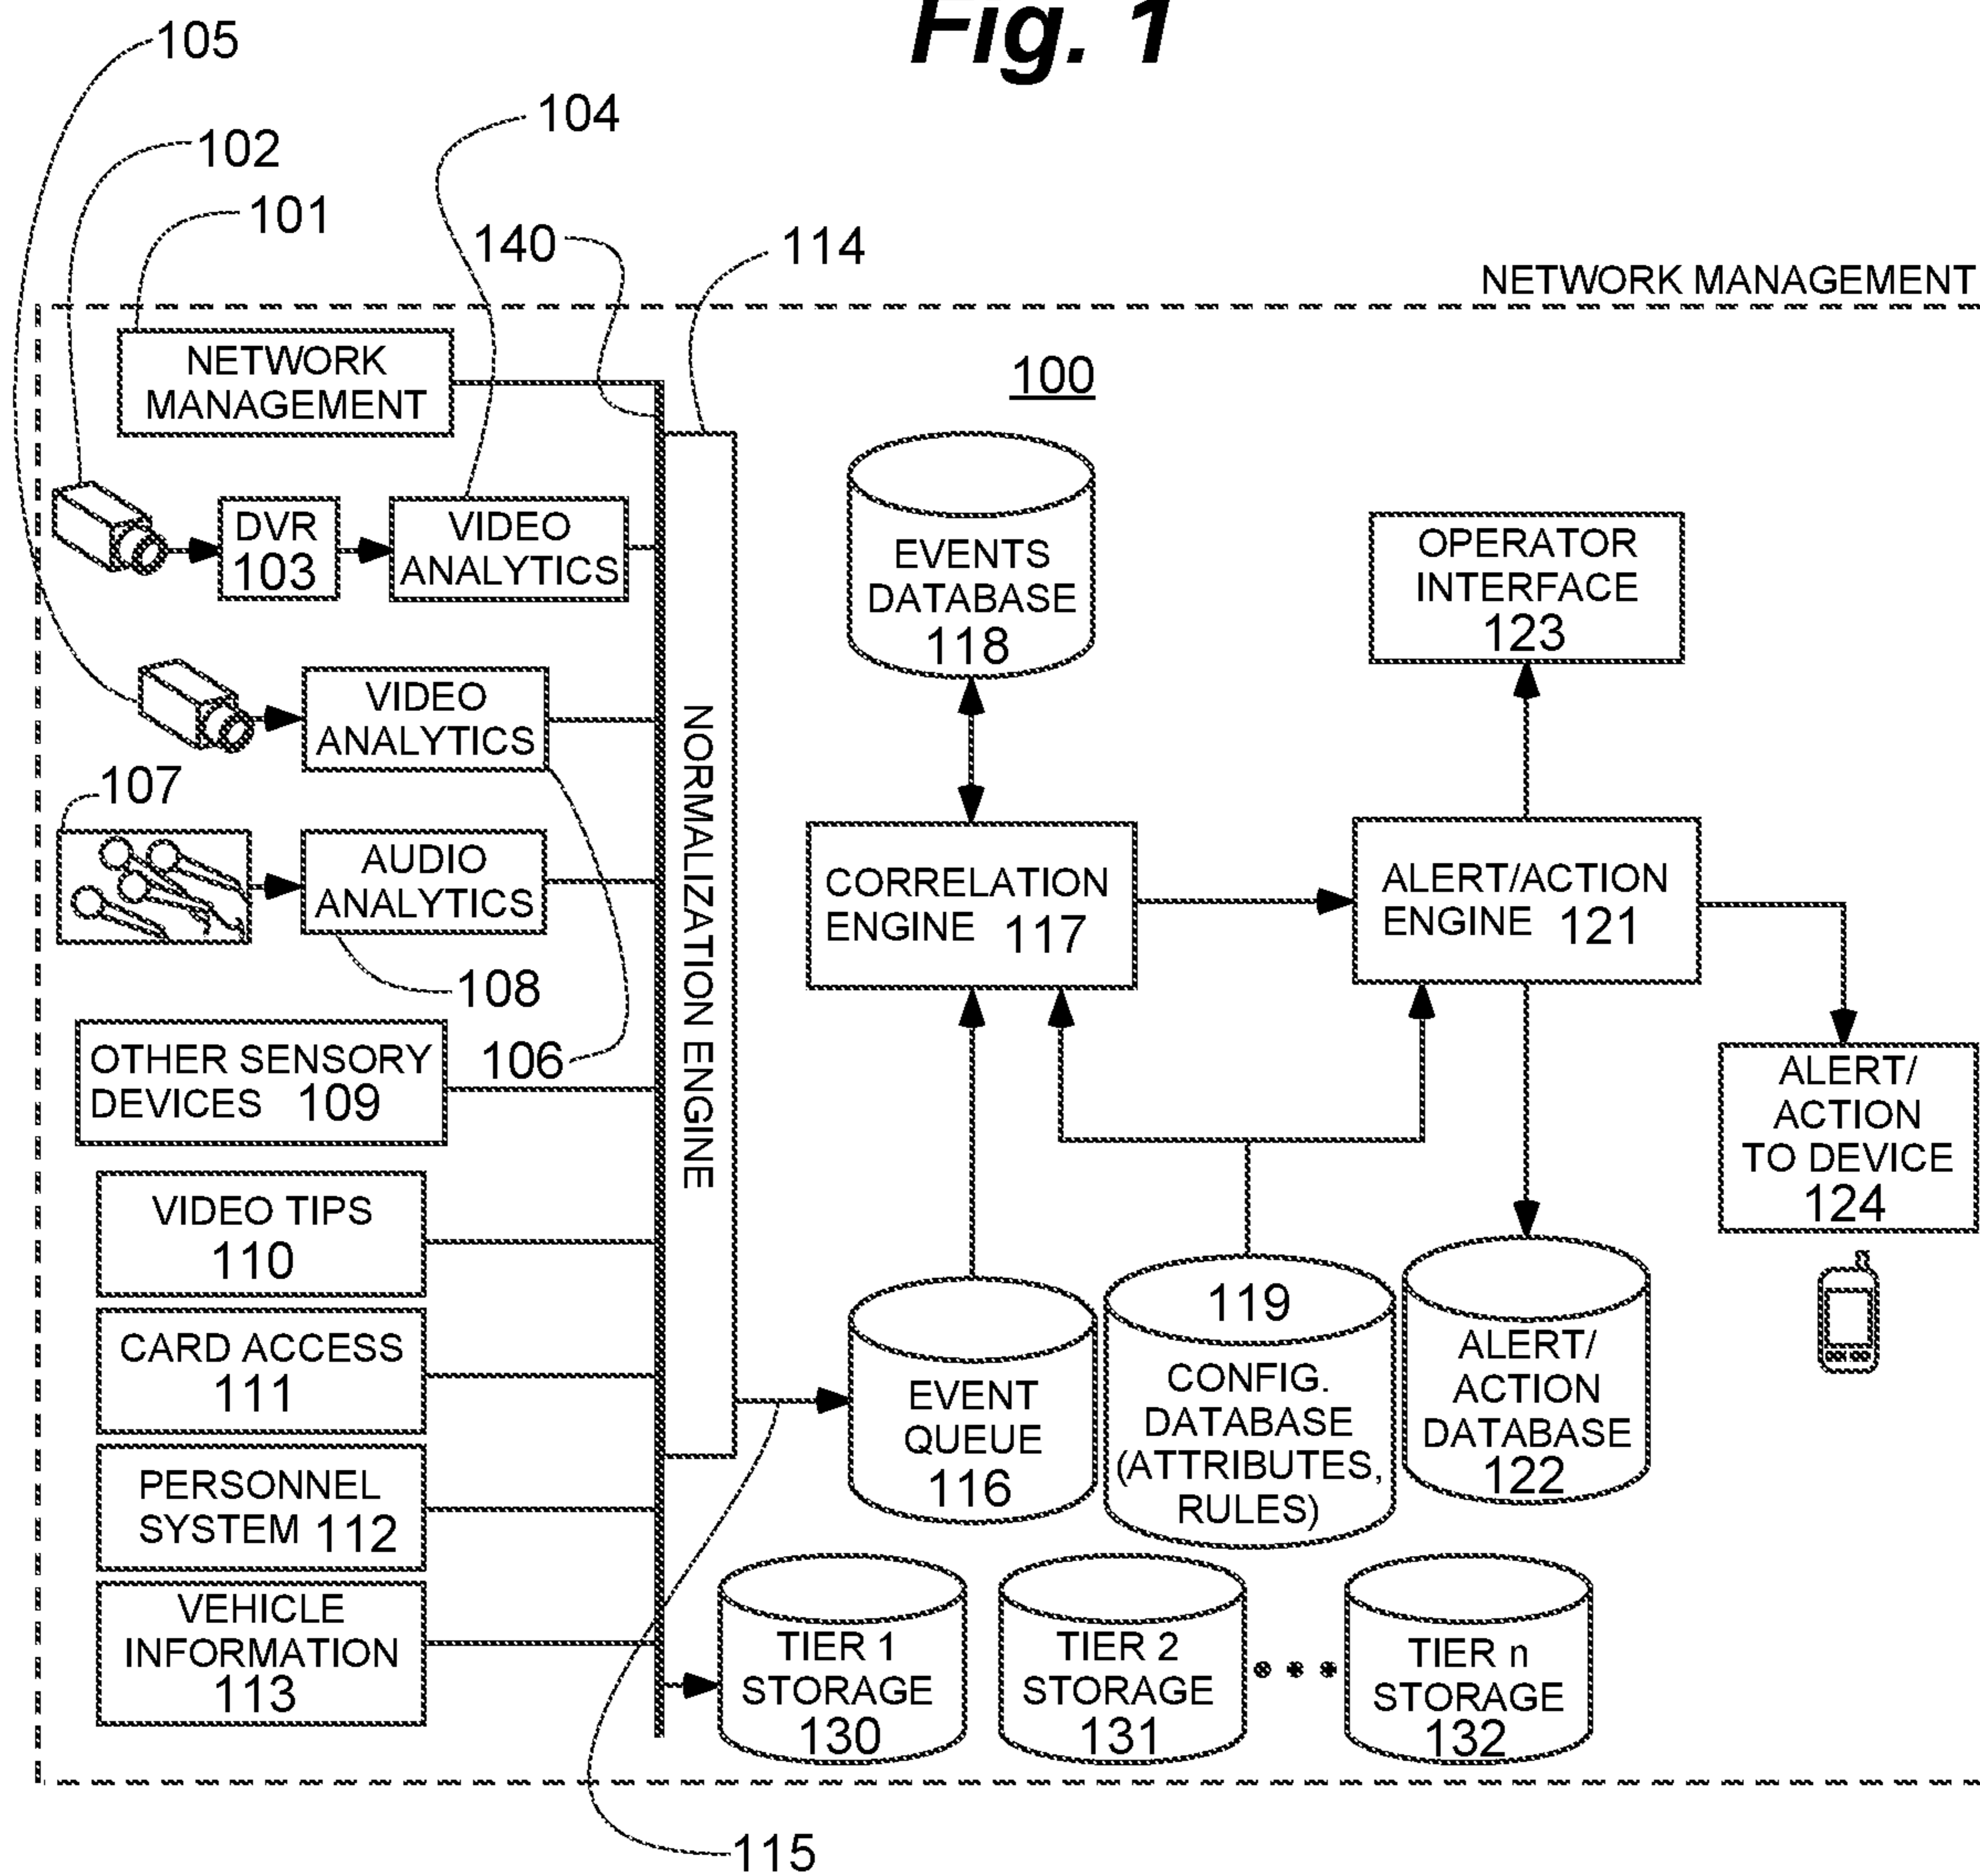 Fig. 1
105
104
102
101
140
114
NETWORK MANAGEMENT
NETWORK
MANAGEMENT
100
DVR
103
VIDEO
ANALYTICS
EVENTS
DATABASE
118
OPERATOR
INTERFACE
123
VIDEO
ANALYTICS
107
AUDIO
ANALYTICS
108
106
NORMALIZATION ENGINE
CORRELATION
ENGINE 117
ALERT/ACTION
ENGINE 121
OTHER SENSORY
DEVICES 109
ALERT/
ACTION
TO DEVICE
124
VIDEO TIPS
110
CARD ACCESS
111
PERSONNEL
SYSTEM 112
VEHICLE
INFORMATION
113
EVENT
QUEUE
116
119
CONFIG.
DATABASE
(ATTRIBUTES,
RULES)
ALERT/
ACTION
DATABASE
122
TIER 1
STORAGE
130
TIER 2
STORAGE
131
TIER n
STORAGE
132
115